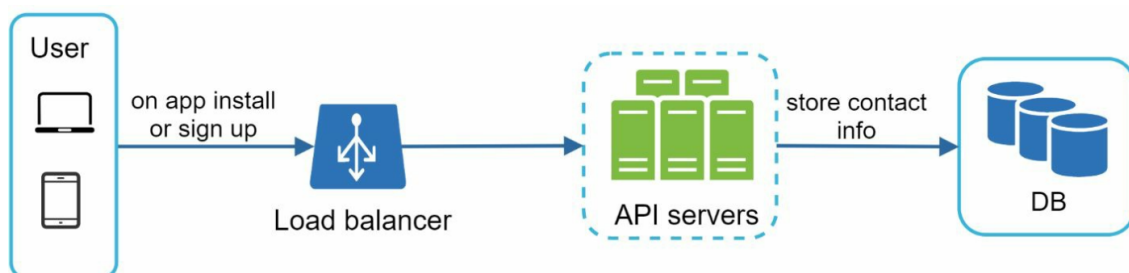 User
on app install
or sign up
Load balancer
API servers
store contact
info
DB